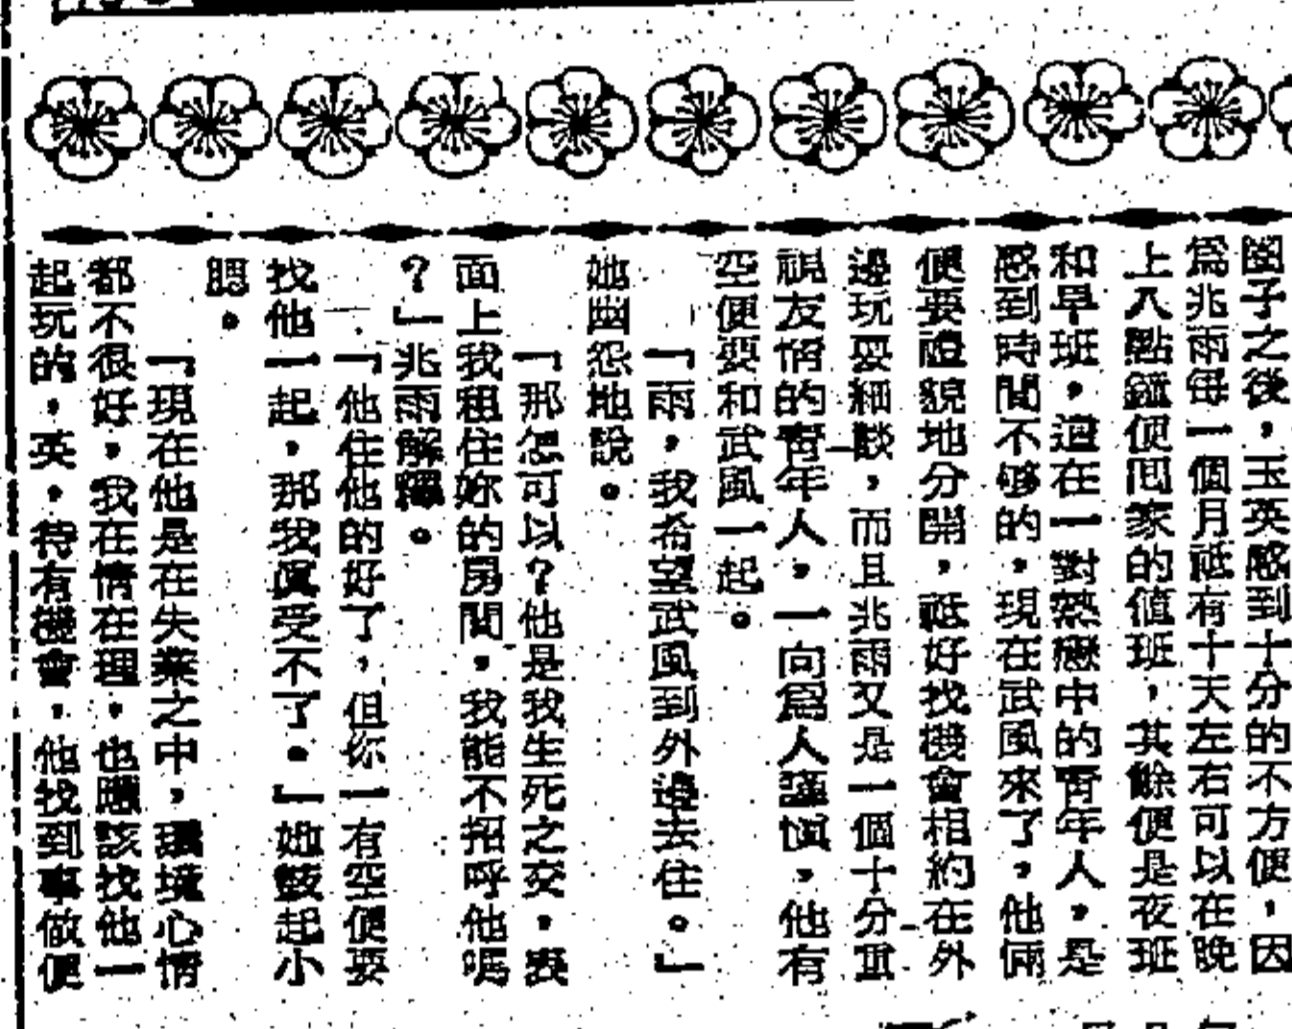 圈子之後，玉英感到十分的不方便，因
爲兆雨每一個月祗有十天左右可以在晚
上八點鐘便囘家的值班，其餘便是夜班
和早班，這在一對熱戀中的靑年人，是
感到時間不够的，現在武風來了，他倆
便要禮貌地分開，祗好找機會相約在外
邊玩耍細談，而且兆雨又是一個十分重
視友情的靑年人，一向爲人謹愼，他有
空便要和武風一起。
「雨，我希望武風到外邊去住。」
她幽怨地說。
「那怎可以？他是我生死之交，表
面上我租住妳的房間，我能不招呼他嗎
？」兆雨解釋。
「他住他的好了，但你一有空便要
找他一起，那我眞受不了。」她鼓起小
腮。
「現在他是在失業之中，環境心情
都不很好，我在情在理，也應該找他一
起玩的，英，待有機會，他找到事做便